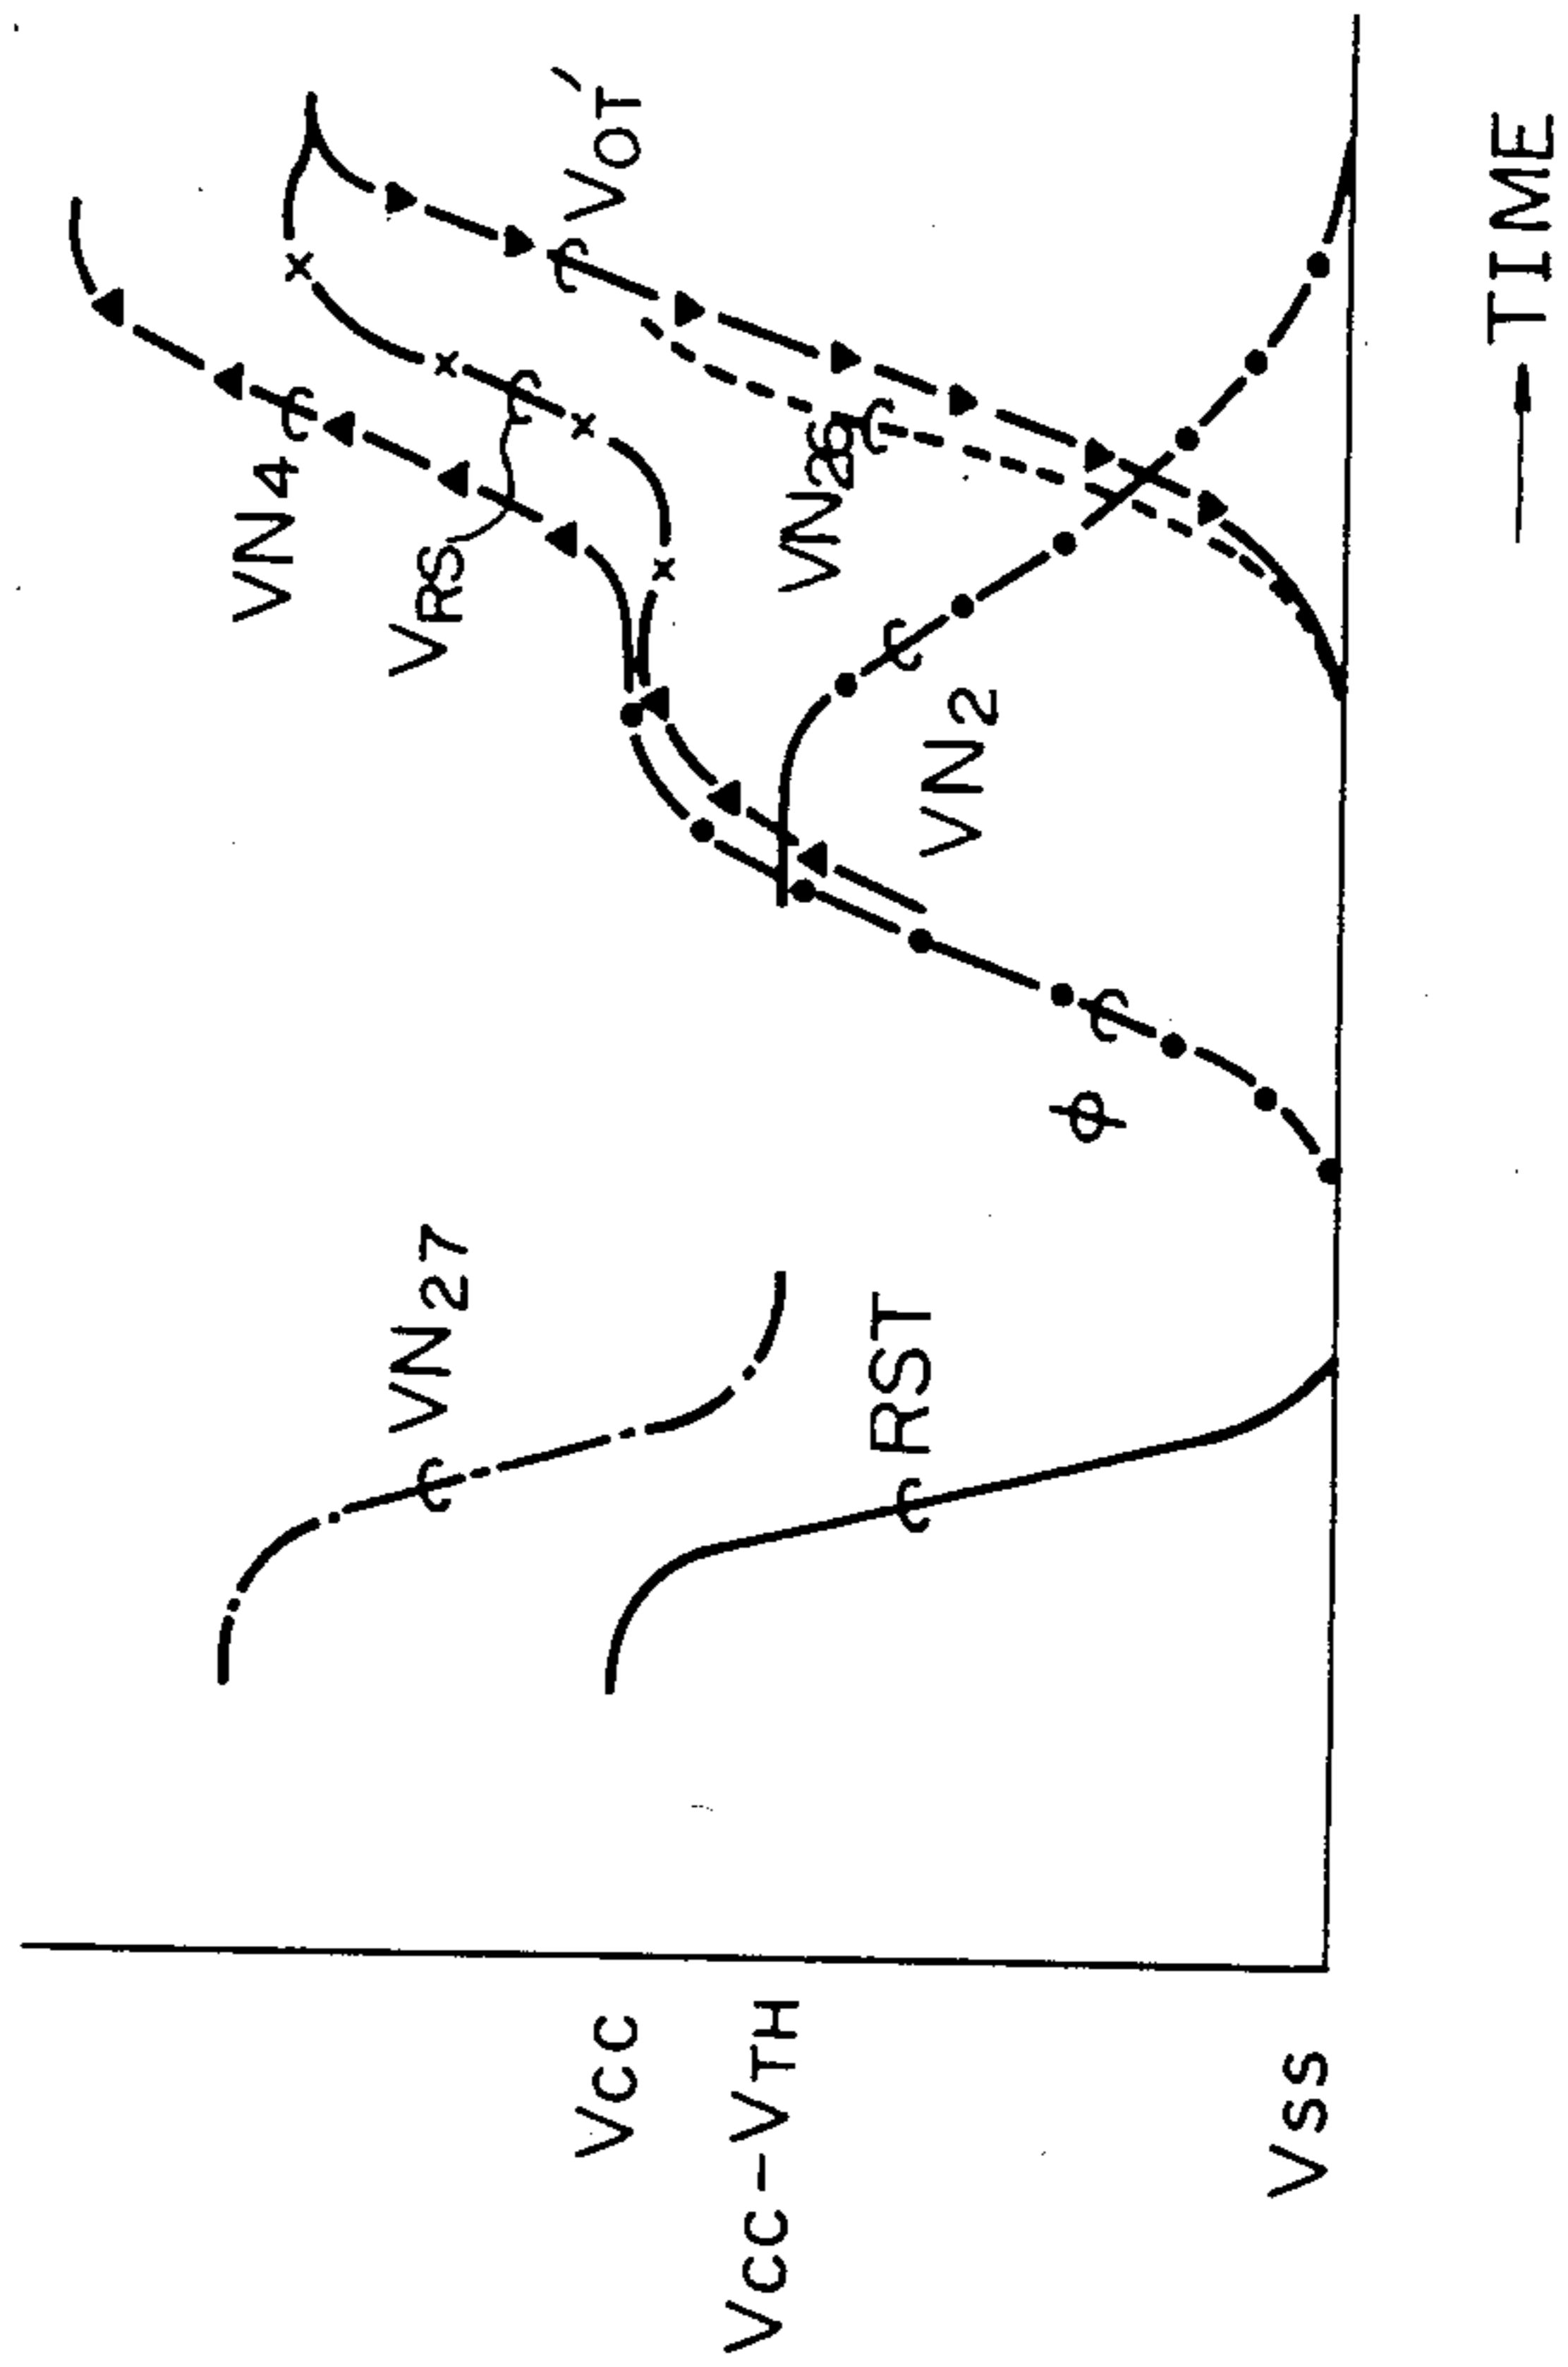 VCC
VCC-VTH
VSS
VN27
RST
φ
VN4
VRS
VN2
VOT'
TIME